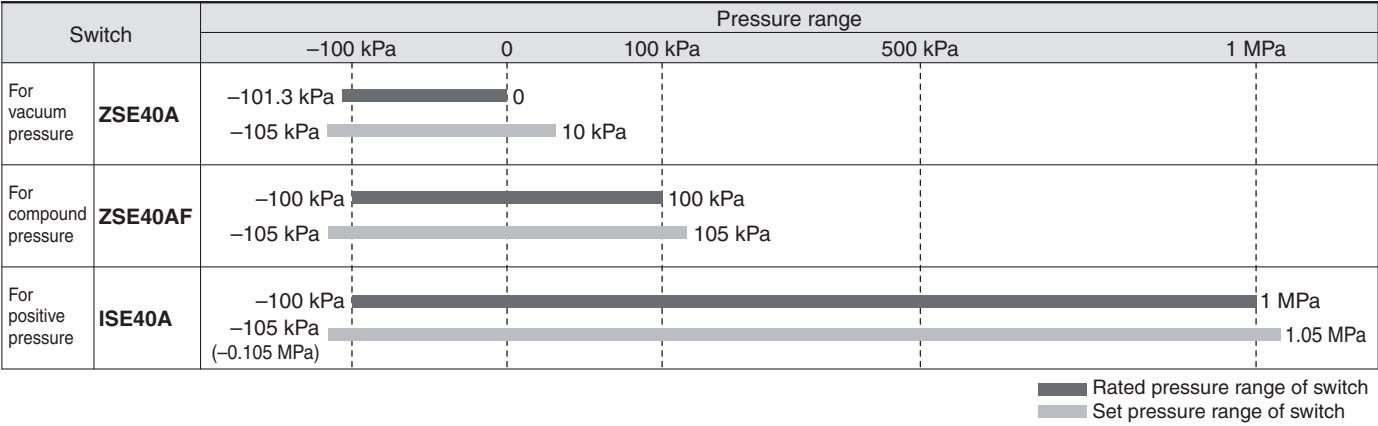 Switch
Pressure range
–100 kPa 0 100 kPa 500 kPa 1 MPa
For
vacuum
pressure
ZSE40A
–101.3 kPa 0
–105 kPa 10 kPa
For
compound
pressure
ZSE40AF
–100 kPa 100 kPa
–105 kPa 105 kPa
For
positive
pressure
ISE40A
–100 kPa 1 MPa
–105 kPa 1.05 MPa
(–0.105 MPa)
Rated pressure range of switch
Set pressure range of switch